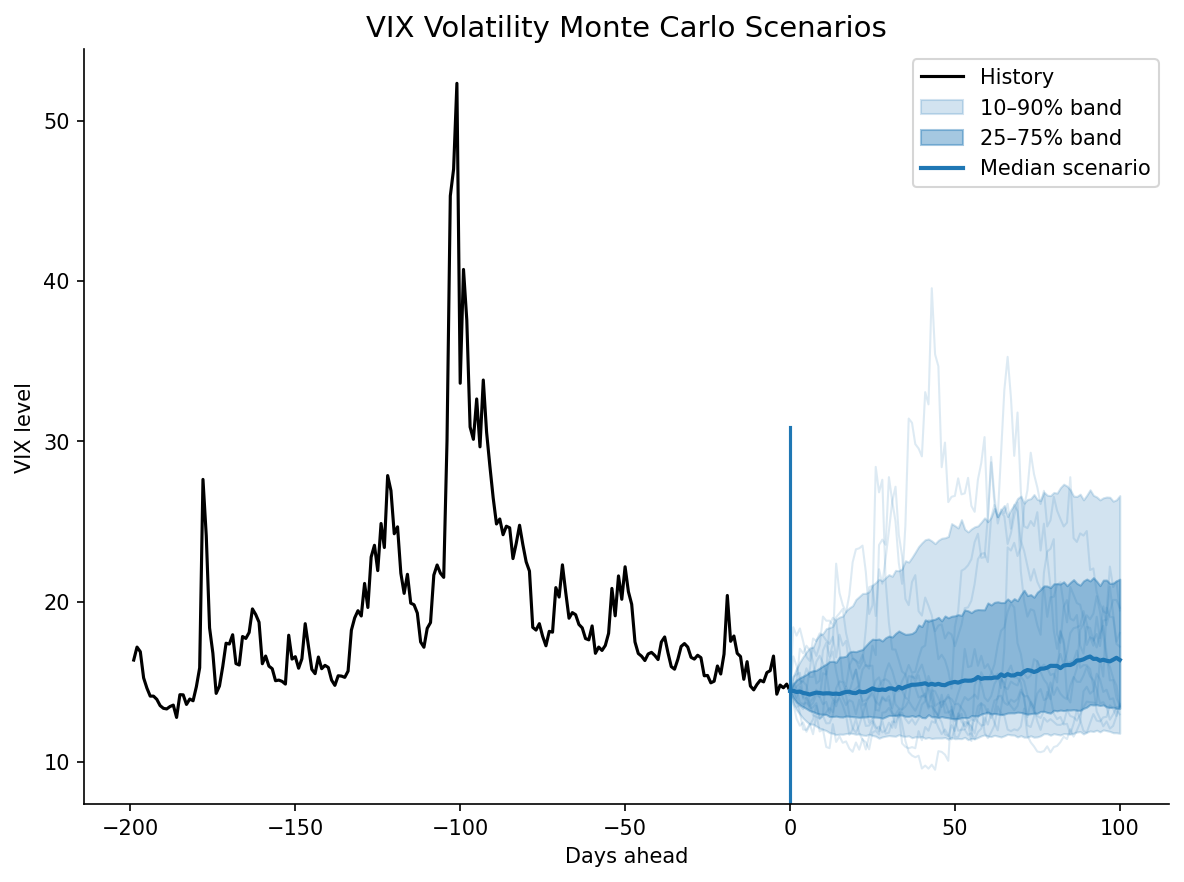 VIX Volatility Monte Carlo Scenarios
History
10–90% band
25–75% band
Median scenario
VIX level
50
40
30
20
10
−200
−150
−100
−50
0
50
100
Days ahead